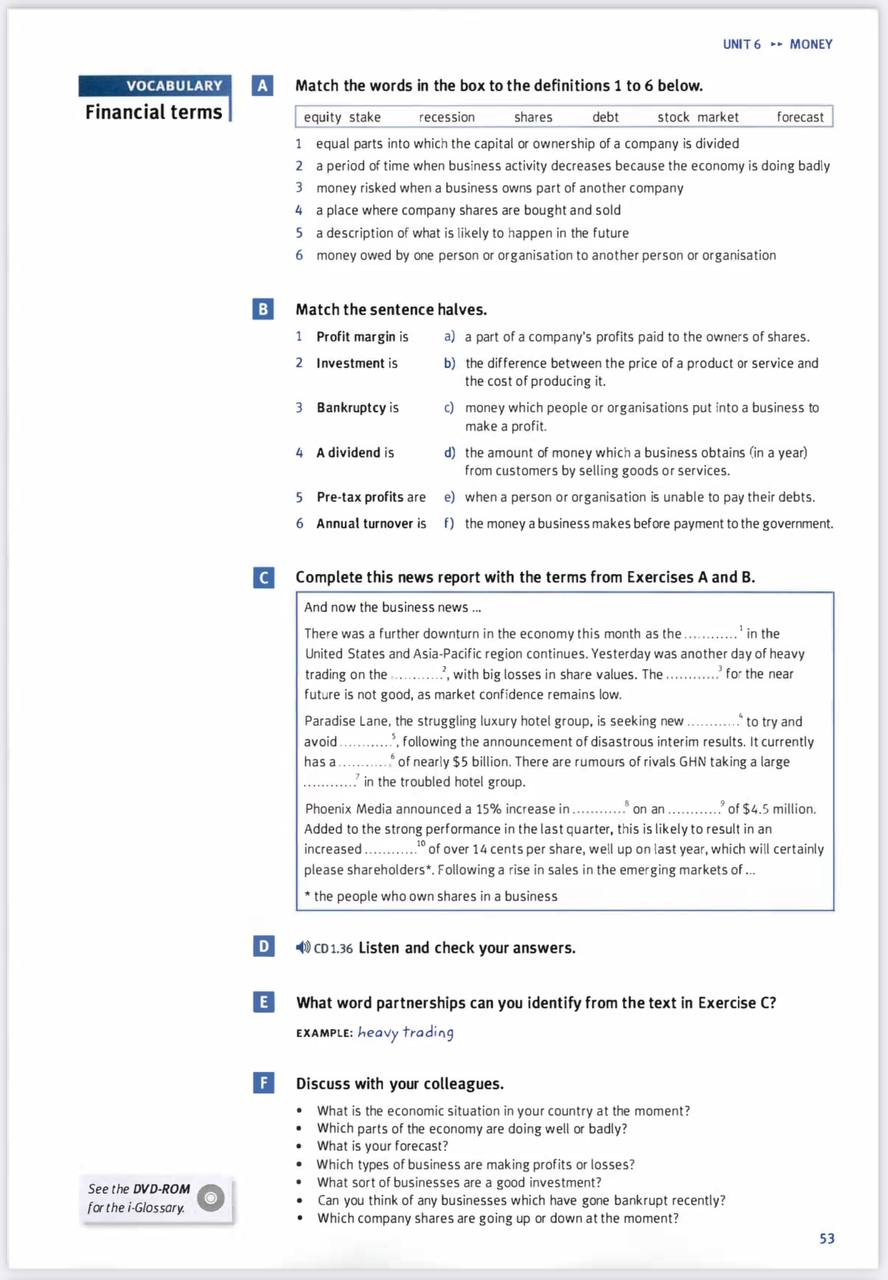 UNIT 6 ▸▸ MONEY
VOCABULARY
Financial terms
A Match the words in the box to the definitions 1 to 6 below.
equity stake recession shares debt stock market forecast
1 equal parts into which the capital or ownership of a company is divided
2 a period of time when business activity decreases because the economy is doing badly
3 money risked when a business owns part of another company
4 a place where company shares are bought and sold
5 a description of what is likely to happen in the future
6 money owed by one person or organisation to another person or organisation
B Match the sentence halves.
1 Profit margin is a) a part of a company's profits paid to the owners of shares.
2 Investment is b) the difference between the price of a product or service and
the cost of producing it.
3 Bankruptcy is c) money which people or organisations put into a business to
make a profit.
4 A dividend is d) the amount of money which a business obtains (in a year)
from customers by selling goods or services.
5 Pre-tax profits are e) when a person or organisation is unable to pay their debts.
6 Annual turnover is f) the money a business makes before payment to the government.
C Complete this news report with the terms from Exercises A and B.
And now the business news ...
There was a further downturn in the economy this month as the ............¹ in the
United States and Asia-Pacific region continues. Yesterday was another day of heavy
trading on the ............², with big losses in share values. The ............³ for the near
future is not good, as market confidence remains low.
Paradise Lane, the struggling luxury hotel group, is seeking new ............⁴ to try and
avoid ............⁵, following the announcement of disastrous interim results. It currently
has a ............⁶ of nearly $5 billion. There are rumours of rivals GHN taking a large
............⁷ in the troubled hotel group.
Phoenix Media announced a 15% increase in ............⁸ on an ............⁹ of $4.5 million.
Added to the strong performance in the last quarter, this is likely to result in an
increased ............¹⁰ of over 14 cents per share, well up on last year, which will certainly
please shareholders*. Following a rise in sales in the emerging markets of ...
* the people who own shares in a business
D CD1.36 Listen and check your answers.
E What word partnerships can you identify from the text in Exercise C?
EXAMPLE: heavy trading
F Discuss with your colleagues.
• What is the economic situation in your country at the moment?
• Which parts of the economy are doing well or badly?
• What is your forecast?
• Which types of business are making profits or losses?
• What sort of businesses are a good investment?
• Can you think of any businesses which have gone bankrupt recently?
• Which company shares are going up or down at the moment?
See the DVD-ROM
for the i-Glossary.
53